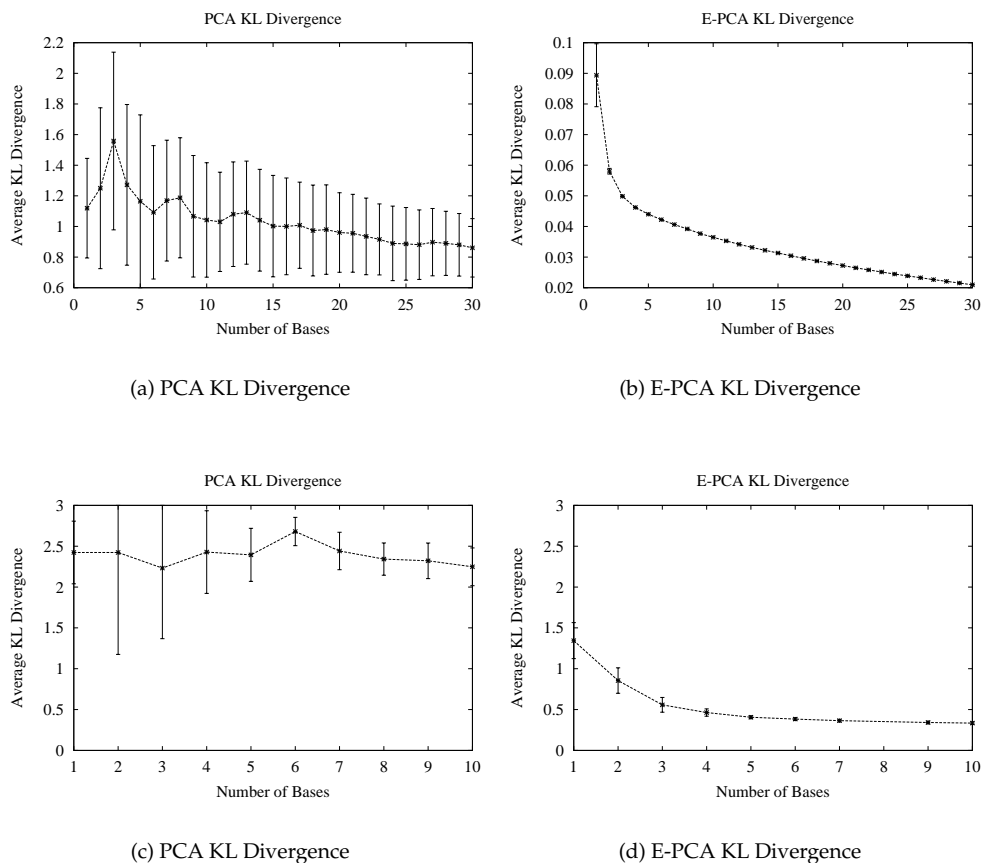 PCA KL Divergence
2.2
2
1.8
1.6
1.4
1.2
1
0.8
0.6
0 5 10 15 20 25 30
Average KL Divergence
Number of Bases
(a) PCA KL Divergence
E-PCA KL Divergence
0.1
0.09
0.08
0.07
0.06
0.05
0.04
0.03
0.02
0 5 10 15 20 25 30
Average KL Divergence
Number of Bases
(b) E-PCA KL Divergence
PCA KL Divergence
3
2.5
2
1.5
1
0.5
0
1 2 3 4 5 6 7 8 9 10
Average KL Divergence
Number of Bases
(c) PCA KL Divergence
E-PCA KL Divergence
3
2.5
2
1.5
1
0.5
0
1 2 3 4 5 6 7 8 9 10
Average KL Divergence
Number of Bases
(d) E-PCA KL Divergence